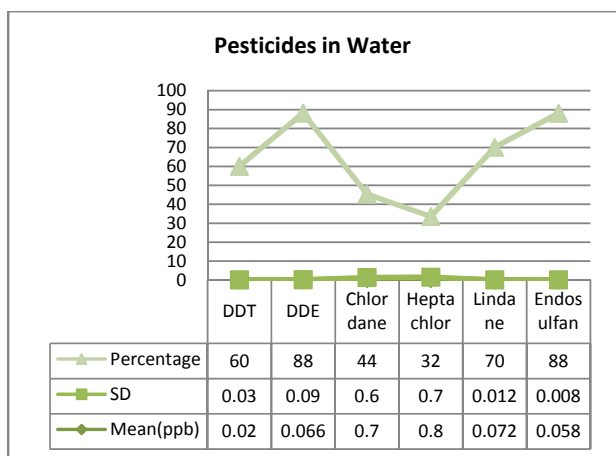 Pesticides in Water
100
90
80
70
60
50
40
30
20
10
0
DDT DDE Chlor Hepta Linda Endos
dane chlor ne ulfan
Percentage 60 88 44 32 70 88
SD 0.03 0.09 0.6 0.7 0.012 0.008
Mean(ppb) 0.02 0.066 0.7 0.8 0.072 0.058